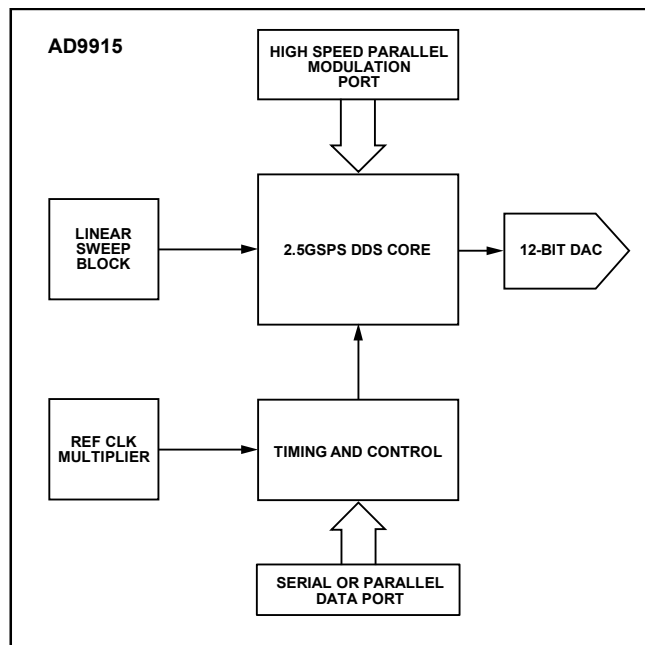 AD9915
HIGH SPEED PARALLEL
MODULATION
PORT
LINEAR
SWEEP
BLOCK
2.5GSPS DDS CORE
12-BIT DAC
REF CLK
MULTIPLIER
TIMING AND CONTROL
SERIAL OR PARALLEL
DATA PORT